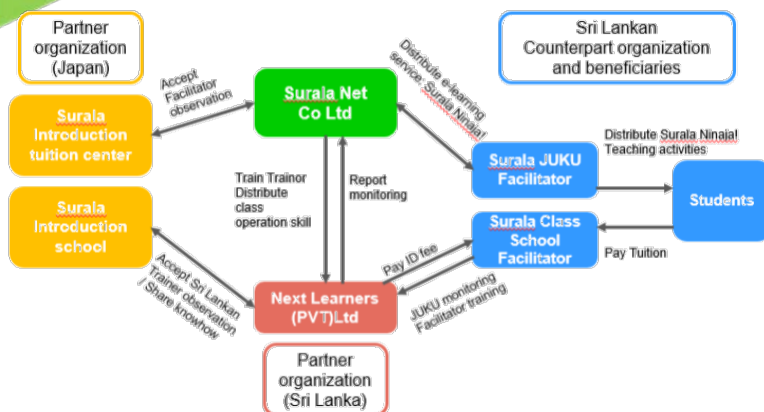 Partner
organization
(Japan)
Sri Lankan
Counterpart organization
and beneficiaries
Accept
Facilitator
observation
Surala Net
Co Ltd
Distribute e-learning
service: Surala Ninaja!
Surala
Introduction
tuition center
Distribute Surala Ninaja!
Teaching activities
Surala JUKU
Facilitator
Train Trainor
Distribute
class
operation skill
Report
monitoring
Students
Surala
Introduction
school
Surala Class
School
Facilitator
Pay Tuition
Accept Sri Lankan
Trainer observation
/ Share knowhow
Pay ID fee
JUKU monitoring
Facilitator training
Next Learners
(PVT)Ltd
Partner
organization
(Sri Lanka)